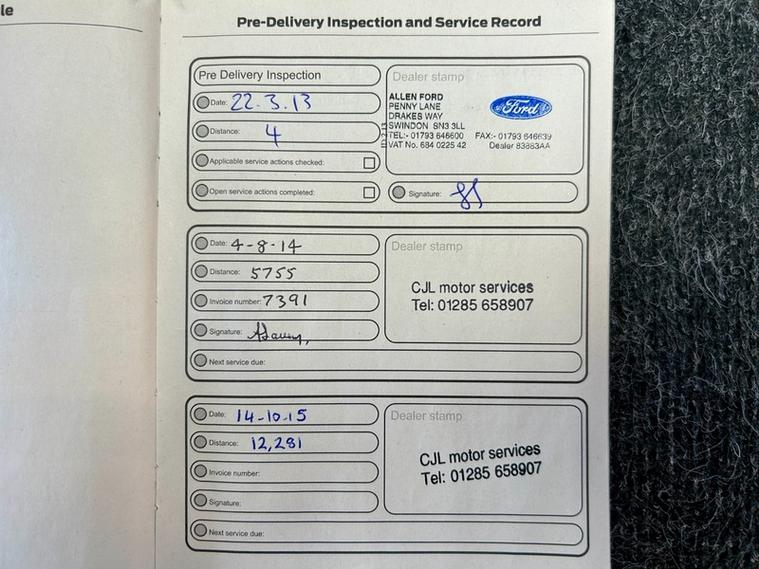 le
Pre-Delivery Inspection and Service Record
Pre Delivery Inspection
Date: 22.3.13
Distance: 4
Applicable service actions checked:
Open service actions completed:
Dealer stamp
ALLEN FORD
PENNY LANE
DRAKES WAY
SWINDON SN3 3LL
TEL:- 01793 646600 FAX:- 01793 646639
VAT No. 684 0225 42 Dealer 83883AA
Ford
Signature:
Date: 4-8-14
Distance: 5755
Invoice number: 7391
Signature:
Next service due:
Dealer stamp
CJL motor services
Tel: 01285 658907
Date: 14-10-15
Distance: 12,281
Invoice number:
Signature:
Next service due:
Dealer stamp
CJL motor services
Tel: 01285 658907